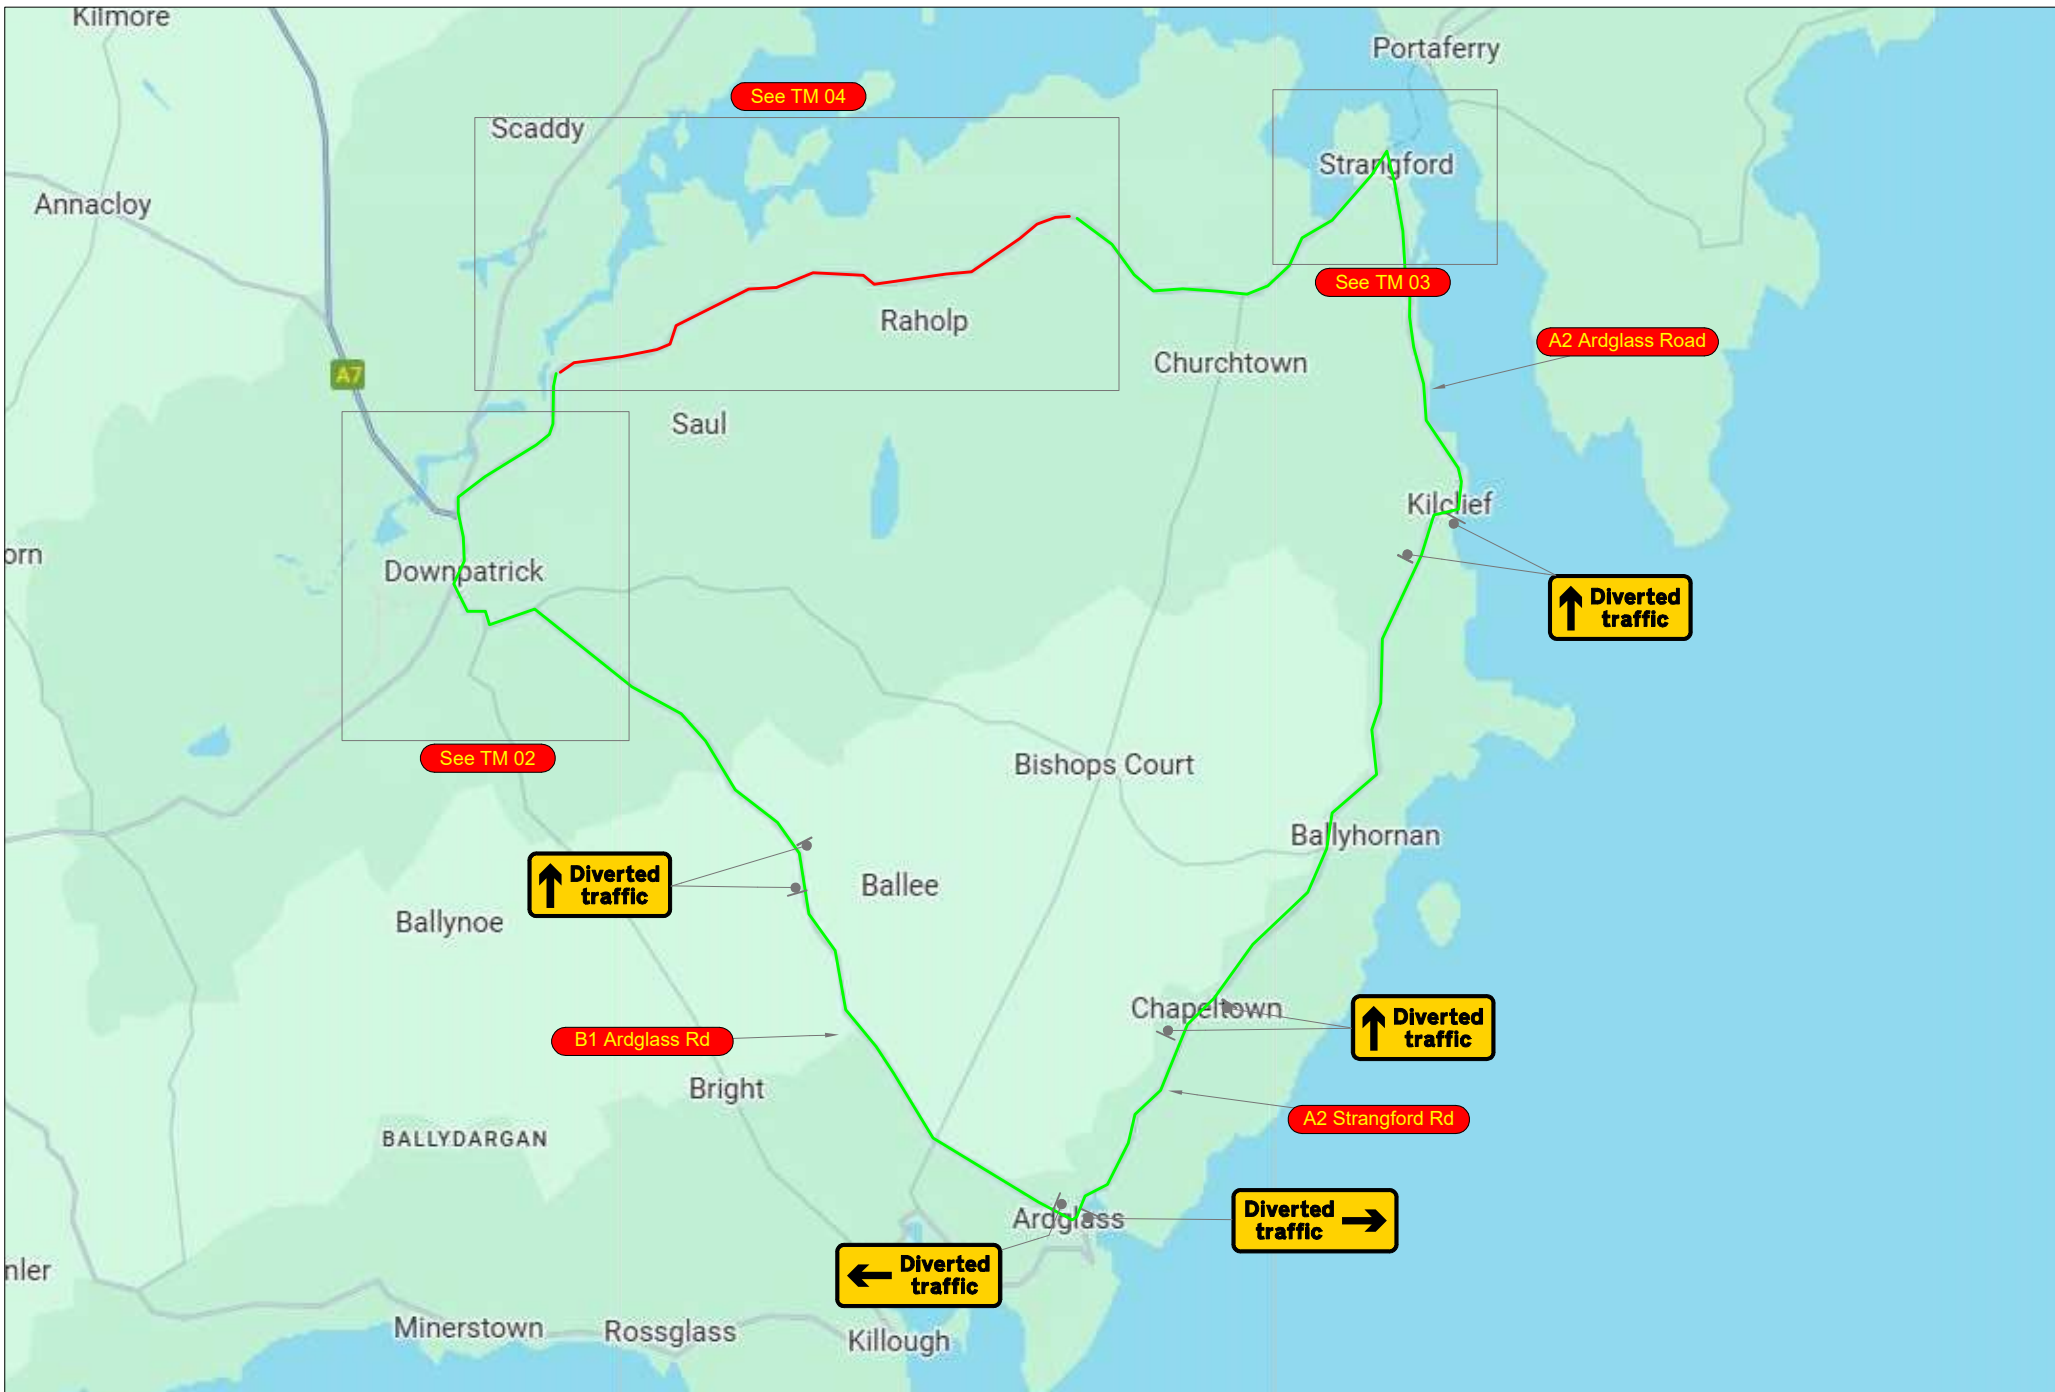 Kilmore
Portaferry
See TM 04
Scaddy
Strangford
Annacloy
See TM 03
Raholp
A2 Ardglass Road
Churchtown
A7
Saul
Kilclief
orn
Downpatrick
Diverted
traffic
See TM 02
Bishops Court
Ballyhornan
Diverted
traffic
Ballee
Ballynoe
Chapeltown
Diverted
traffic
B1 Ardglass Rd
Bright
A2 Strangford Rd
BALLYDARGAN
Ardglass
Diverted
traffic
Diverted
traffic
nler
Minerstown
Rossglass
Killough